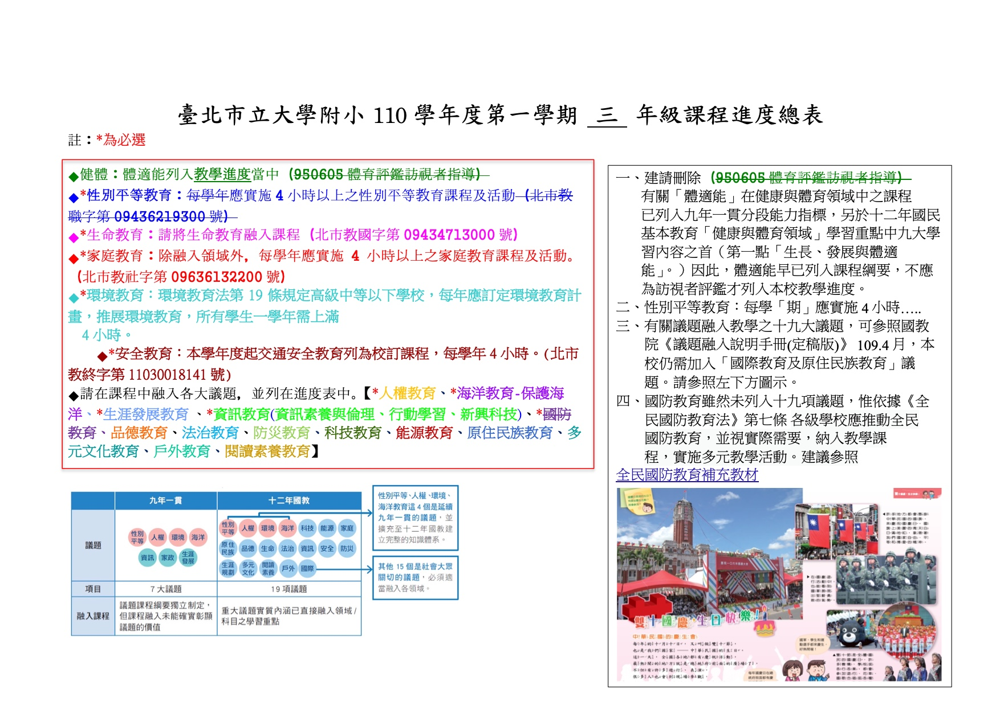 臺北市立大學附小 110 學年度第一學期 三 年級課程進度總表
註：*為必選
◆健體：體適能列入教學進度當中（950605 體育評鑑訪視者指導）
◆*性別平等教育：每學年應實施 4 小時以上之性別平等教育課程及活動（北市教
職字第 09436219300 號）
◆*生命教育：請將生命教育融入課程（北市教國字第 09434713000 號）
◆*家庭教育：除融入領域外，每學年應實施 4 小時以上之家庭教育課程及活動。
（北市教社字第 09636132200 號）
◆*環境教育：環境教育法第 19 條規定高級中等以下學校，每年應訂定環境教育計
畫，推展環境教育，所有學生一學年需上滿
4 小時。
◆*安全教育：本學年度起交通安全教育列為校訂課程，每學年 4 小時。(北市
教終字第 11030018141 號)
◆請在課程中融入各大議題，並列在進度表中。【*人權教育、*海洋教育-保護海
洋、*生涯發展教育 、*資訊教育(資訊素養與倫理、行動學習、新興科技)、*國防
教育、品德教育、法治教育、防災教育、科技教育、能源教育、原住民族教育、多
元文化教育、戶外教育、閱讀素養教育】
一、建請刪除（950605 體育評鑑訪視者指導）
有關「體適能」在健康與體育領域中之課程
已列入九年一貫分段能力指標，另於十二年國民
基本教育「健康與體育領域」學習重點中九大學
習內容之首（第一點「生長、發展與體適
能」。）因此，體適能早已列入課程綱要，不應
為訪視者評鑑才列入本校教學進度。
二、性別平等教育：每學「期」應實施 4 小時…..
三、有關議題融入教學之十九大議題，可參照國教
院《議題融入說明手冊(定稿版)》 109.4 月，本
校仍需加入「國際教育及原住民族教育」議
題。請參照左下方圖示。
四、國防教育雖然未列入十九項議題，惟依據《全
民國防教育法》第七條 各級學校應推動全民
國防教育，並視實際需要，納入教學課
程，實施多元教學活動。建議參照
全民國防教育補充教材
九年一貫
十二年國教
議題
性別平等
人權
環境
海洋
資訊
家政
生涯發展
性別平等
人權
環境
海洋
科技
能源
家庭
原住民族
品德
生命
法治
資訊
安全
防災
生涯規劃
多元文化
閱讀素養
戶外
國際
項目
7 大議題
19 項議題
融入課程
議題課程綱要獨立制定，
但課程融入未能確實彰顯
議題的價值
重大議題實質內涵已直接融入領域/
科目之學習重點
性別平等、人權、環境、
海洋教育這 4 個是延續
九年一貫的議題，並
擴充至十二年國教建
立完整的知識體系。
其他 15 個是社會大眾
關切的議題，必須適
當融入各領域。
雙十國慶 生日快樂！
中華民國的慶生會